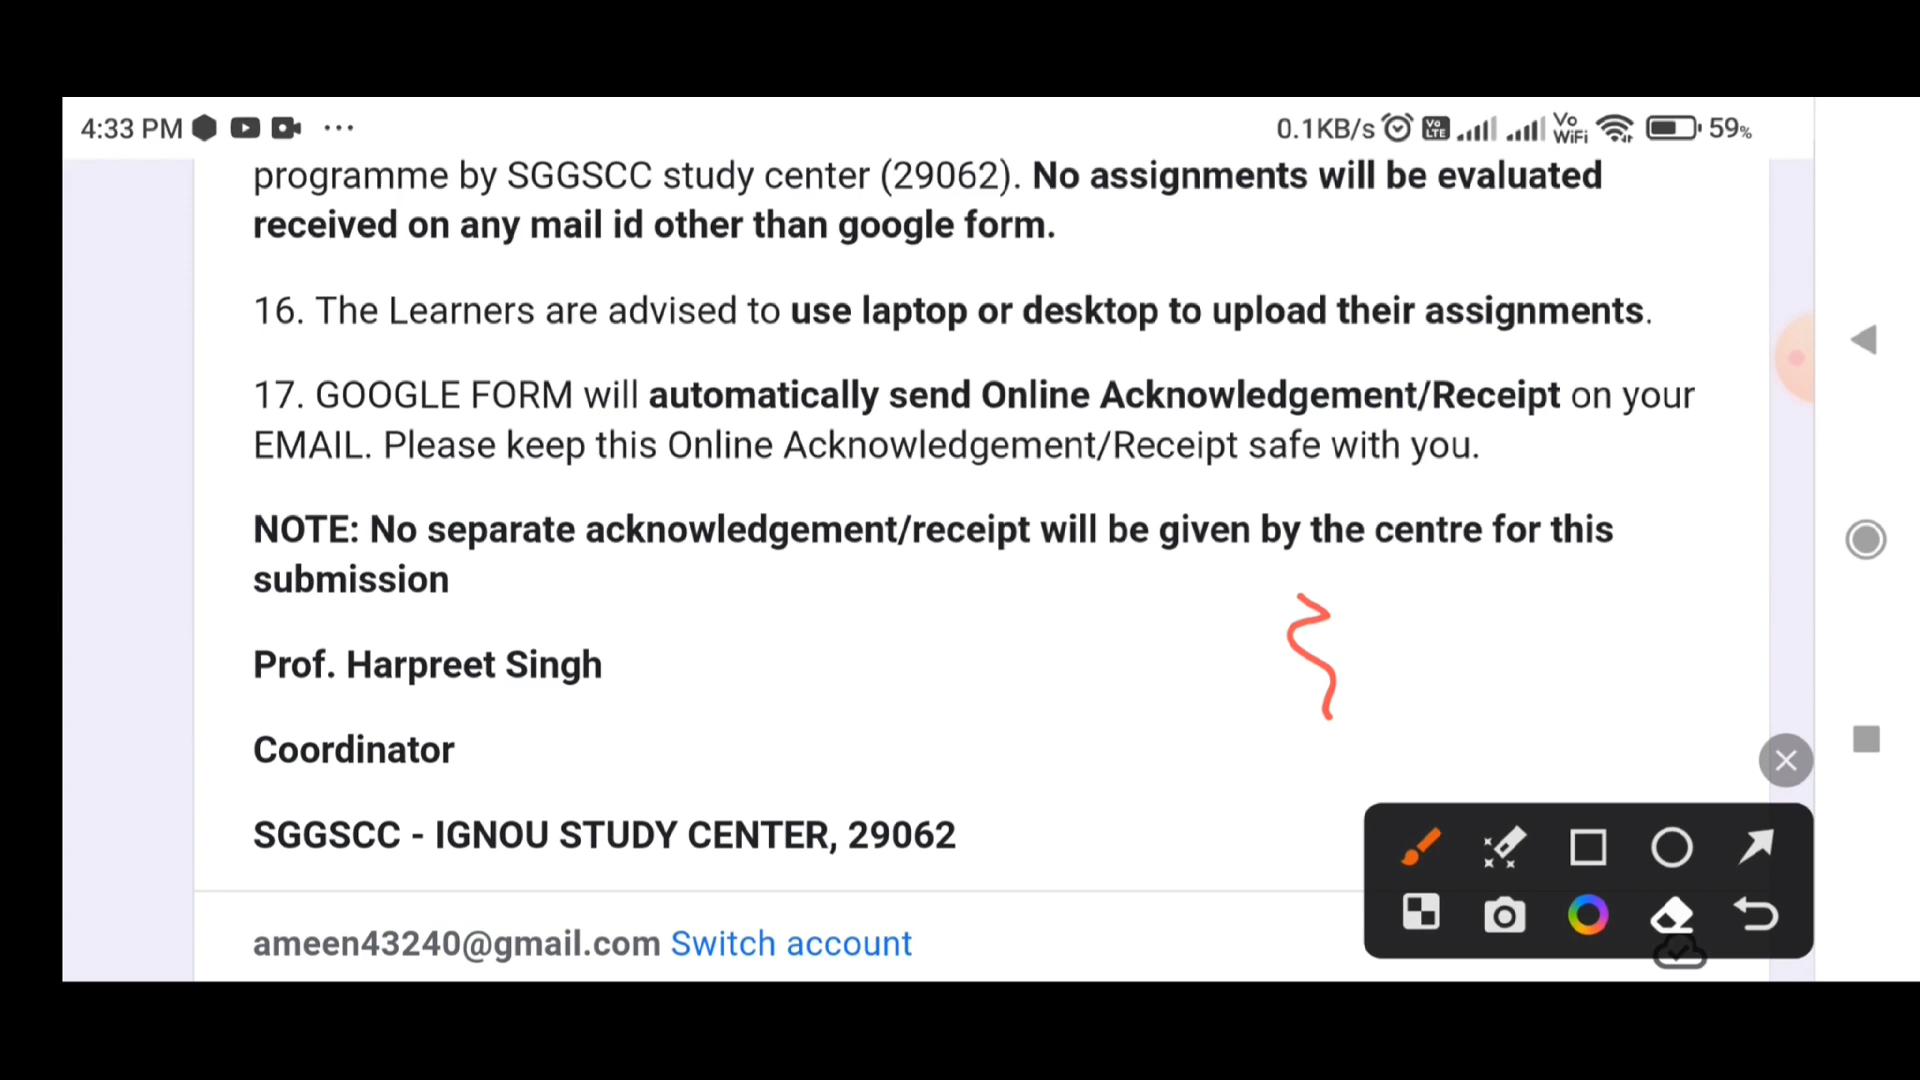 4:33 PM ... 0.1KB/s Vo LTE Vo WiFi 59%
programme by SGGSCC study center (29062). No assignments will be evaluated
received on any mail id other than google form.
16. The Learners are advised to use laptop or desktop to upload their assignments.
17. GOOGLE FORM will automatically send Online Acknowledgement/Receipt on your
EMAIL. Please keep this Online Acknowledgement/Receipt safe with you.
NOTE: No separate acknowledgement/receipt will be given by the centre for this
submission
Prof. Harpreet Singh
Coordinator
SGGSCC - IGNOU STUDY CENTER, 29062
ameen43240@gmail.com Switch account